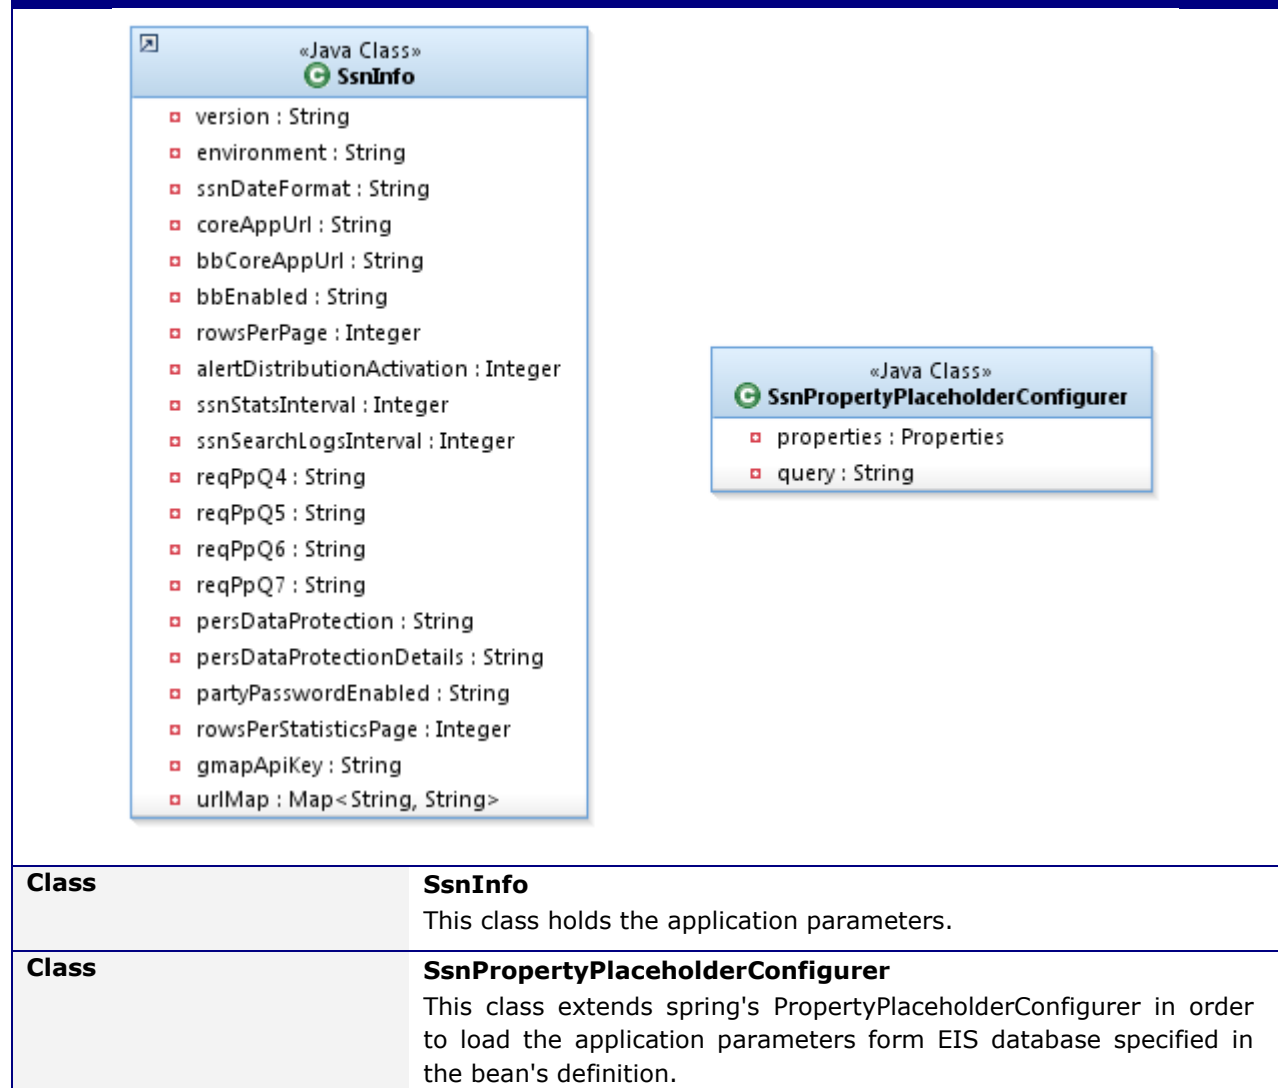 «Java Class»
SsnInfo
version : String
environment : String
ssnDateFormat : String
coreAppUrl : String
bbCoreAppUrl : String
bbEnabled : String
rowsPerPage : Integer
alertDistributionActivation : Integer
ssnStatsInterval : Integer
ssnSearchLogsInterval : Integer
reqPpQ4 : String
reqPpQ5 : String
reqPpQ6 : String
reqPpQ7 : String
persDataProtection : String
persDataProtectionDetails : String
partyPasswordEnabled : String
rowsPerStatisticsPage : Integer
gmapApiKey : String
urlMap : Map<String, String>
«Java Class»
SsnPropertyPlaceholderConfigurer
properties : Properties
query : String
Class
SsnInfo
This class holds the application parameters.
Class
SsnPropertyPlaceholderConfigurer
This class extends spring's PropertyPlaceholderConfigurer in order
to load the application parameters form EIS database specified in
the bean's definition.